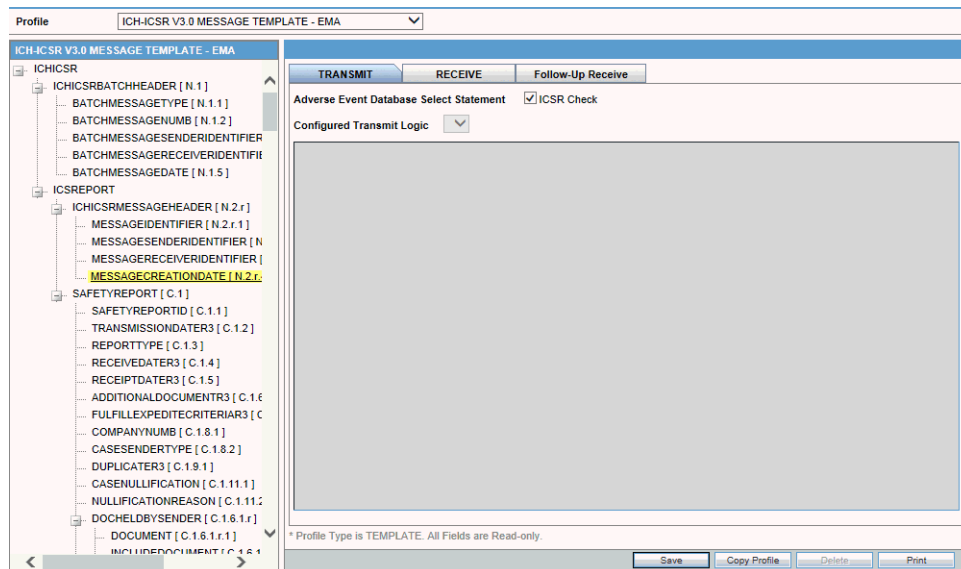 Profile ICH-ICSR V3.0 MESSAGE TEMPLATE - EMA
ICH-ICSR V3.0 MESSAGE TEMPLATE - EMA
ICHICSR
ICHICSRBATCHHEADER [ N.1 ]
BATCHMESSAGETYPE [ N.1.1 ]
BATCHMESSAGENUMB [ N.1.2 ]
BATCHMESSAGESENDERIDENTIFIER
BATCHMESSAGERECEIVERIDENTIFIE
BATCHMESSAGEDATE [ N.1.5 ]
ICSREPORT
ICHICSRMESSAGEHEADER [ N.2.r ]
MESSAGEIDENTIFIER [ N.2.r.1 ]
MESSAGESENDERIDENTIFIER [ N
MESSAGERECEIVERIDENTIFIER [
MESSAGECREATIONDATE [ N.2.r.
SAFETYREPORT [ C.1 ]
SAFETYREPORTID [ C.1.1 ]
TRANSMISSIONDATER3 [ C.1.2 ]
REPORTTYPE [ C.1.3 ]
RECEIVEDATER3 [ C.1.4 ]
RECEIPTDATER3 [ C.1.5 ]
ADDITIONALDOCUMENTR3 [ C.1.6
FULFILLEXPEDITECRITERIAR3 [ C
COMPANYNUMB [ C.1.8.1 ]
CASESENDERTYPE [ C.1.8.2 ]
DUPLICATER3 [ C.1.9.1 ]
CASENULLIFICATION [ C.1.11.1 ]
NULLIFICATIONREASON [ C.1.11.2
DOCHELDBYSENDER [ C.1.6.1.r ]
DOCUMENT [ C.1.6.1.r.1 ]
INCLUDEDOCUMENT [ C.1.6.1
TRANSMIT RECEIVE Follow-Up Receive
Adverse Event Database Select Statement ICSR Check
Configured Transmit Logic
* Profile Type is TEMPLATE. All Fields are Read-only.
Save Copy Profile Delete Print